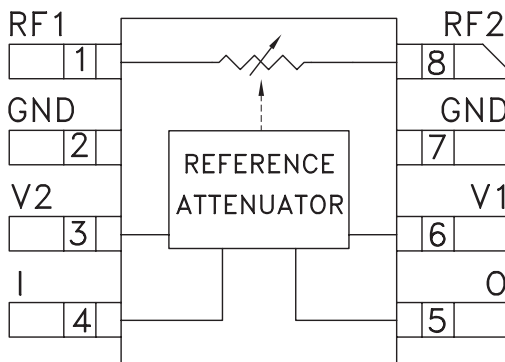 RF1
RF2
1
8
GND
GND
2
7
REFERENCE
ATTENUATOR
V2
V1
3
6
I
O
4
5